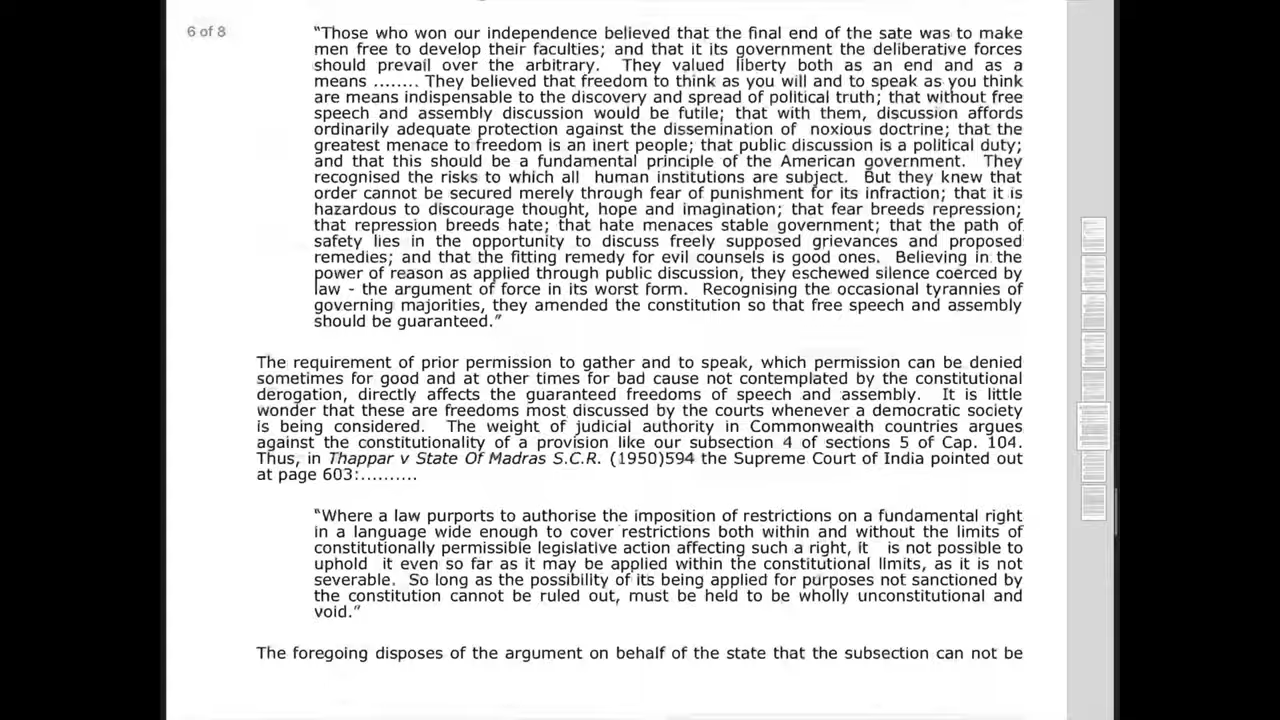 6 of 8
“Those who won our independence believed that the final end of the sate was to make
men free to develop their faculties; and that it its government the deliberative forces
should prevail over the arbitrary. They valued liberty both as an end and as a
means ........ They believed that freedom to think as you will and to speak as you think
are means indispensable to the discovery and spread of political truth; that without free
speech and assembly discussion would be futile; that with them, discussion affords
ordinarily adequate protection against the dissemination of noxious doctrine; that the
greatest menace to freedom is an inert people; that public discussion is a political duty;
and that this should be a fundamental principle of the American government. They
recognised the risks to which all human institutions are subject. But they knew that
order cannot be secured merely through fear of punishment for its infraction; that it is
hazardous to discourage thought, hope and imagination; that fear breeds repression;
that repression breeds hate; that hate menaces stable government; that the path of
safety lies in the opportunity to discuss freely supposed grievances and proposed
remedies; and that the fitting remedy for evil counsels is good ones. Believing in the
power of reason as applied through public discussion, they eschewed silence coerced by
law - the argument of force in its worst form. Recognising the occasional tyrannies of
governing majorities, they amended the constitution so that free speech and assembly
should be guaranteed.”
The requirement of prior permission to gather and to speak, which permission can be denied
sometimes for good and at other times for bad cause not contemplated by the constitutional
derogation, directly affects the guaranteed freedoms of speech and assembly. It is little
wonder that these are freedoms most discussed by the courts whenever a democratic society
is being considered. The weight of judicial authority in Commonwealth countries argues
against the constitutionality of a provision like our subsection 4 of sections 5 of Cap. 104.
Thus, in Thappar v State Of Madras S.C.R. (1950)594 the Supreme Court of India pointed out
at page 603:..........
“Where a law purports to authorise the imposition of restrictions on a fundamental right
in a language wide enough to cover restrictions both within and without the limits of
constitutionally permissible legislative action affecting such a right, it is not possible to
uphold it even so far as it may be applied within the constitutional limits, as it is not
severable. So long as the possibility of its being applied for purposes not sanctioned by
the constitution cannot be ruled out, must be held to be wholly unconstitutional and
void.”
The foregoing disposes of the argument on behalf of the state that the subsection can not be